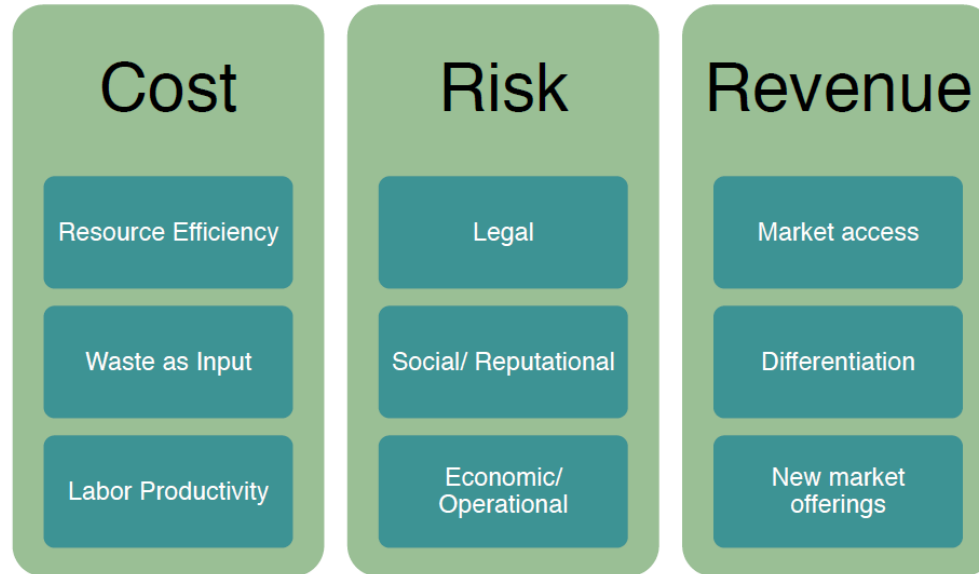 Cost
Resource Efficiency
Waste as Input
Labor Productivity
Risk
Legal
Social/ Reputational
Economic/
Operational
Revenue
Market access
Differentiation
New market
offerings